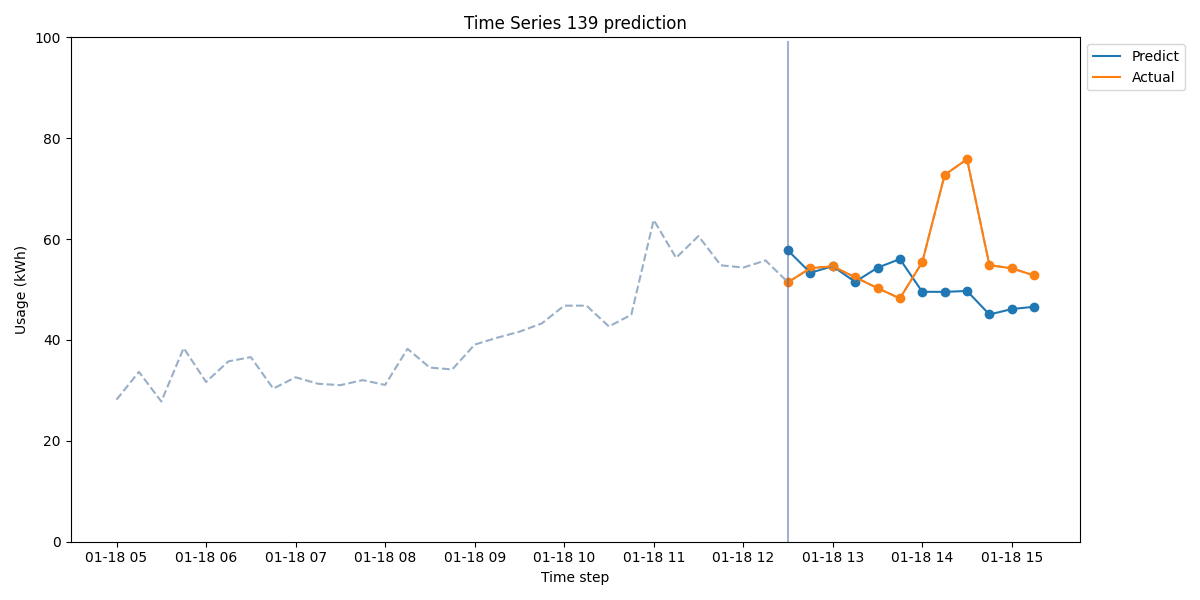 Time Series 139 prediction
Usage (kWh)
100
80
60
40
20
0
01-18 05 01-18 06 01-18 07 01-18 08 01-18 09 01-18 10 01-18 11 01-18 12 01-18 13 01-18 14 01-18 15
Time step
Predict
Actual